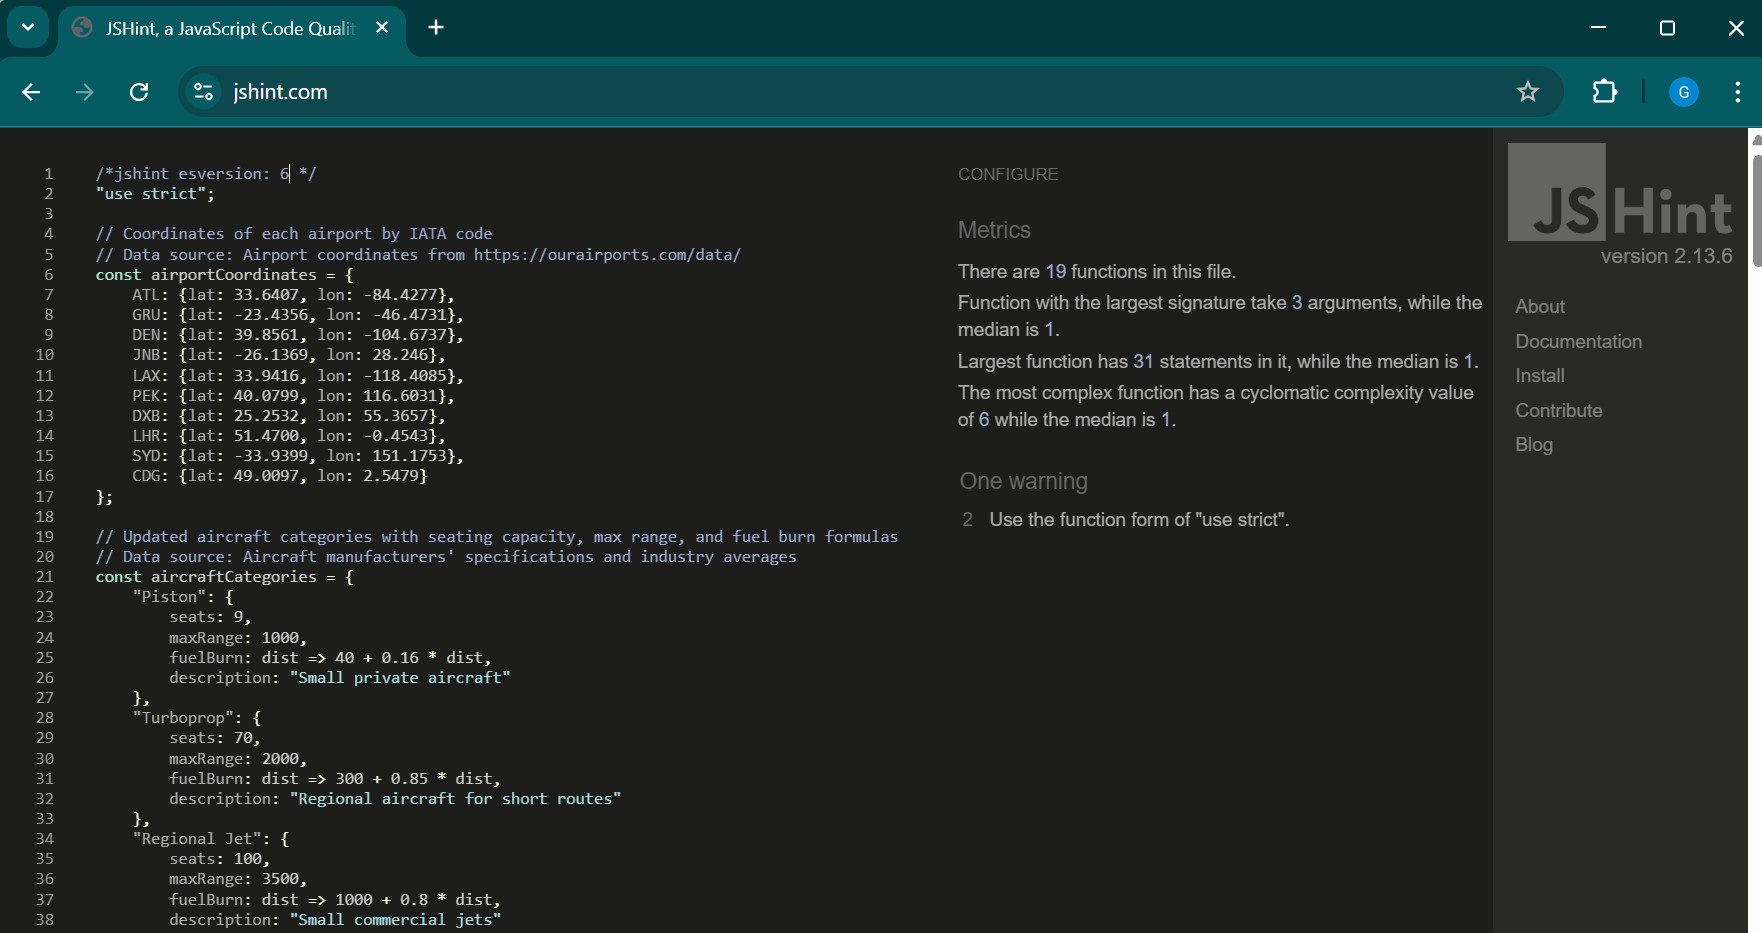 JSHint, a JavaScript Code Qualit
jshint.com
G
1 /*jshint esversion: 6 */
2 "use strict";
3
4 // Coordinates of each airport by IATA code
5 // Data source: Airport coordinates from https://ourairports.com/data/
6 const airportCoordinates = {
7 ATL: {lat: 33.6407, lon: -84.4277},
8 GRU: {lat: -23.4356, lon: -46.4731},
9 DEN: {lat: 39.8561, lon: -104.6737},
10 JNB: {lat: -26.1369, lon: 28.246},
11 LAX: {lat: 33.9416, lon: -118.4085},
12 PEK: {lat: 40.0799, lon: 116.6031},
13 DXB: {lat: 25.2532, lon: 55.3657},
14 LHR: {lat: 51.4700, lon: -0.4543},
15 SYD: {lat: -33.9399, lon: 151.1753},
16 CDG: {lat: 49.0097, lon: 2.5479}
17 };
18
19 // Updated aircraft categories with seating capacity, max range, and fuel burn formulas
20 // Data source: Aircraft manufacturers' specifications and industry averages
21 const aircraftCategories = {
22 "Piston": {
23 seats: 9,
24 maxRange: 1000,
25 fuelBurn: dist => 40 + 0.16 * dist,
26 description: "Small private aircraft"
27 },
28 "Turboprop": {
29 seats: 70,
30 maxRange: 2000,
31 fuelBurn: dist => 300 + 0.85 * dist,
32 description: "Regional aircraft for short routes"
33 },
34 "Regional Jet": {
35 seats: 100,
36 maxRange: 3500,
37 fuelBurn: dist => 1000 + 0.8 * dist,
38 description: "Small commercial jets"
CONFIGURE
Metrics
There are 19 functions in this file.
Function with the largest signature take 3 arguments, while the
median is 1.
Largest function has 31 statements in it, while the median is 1.
The most complex function has a cyclomatic complexity value
of 6 while the median is 1.
One warning
2 Use the function form of "use strict".
JSHint
version 2.13.6
About
Documentation
Install
Contribute
Blog